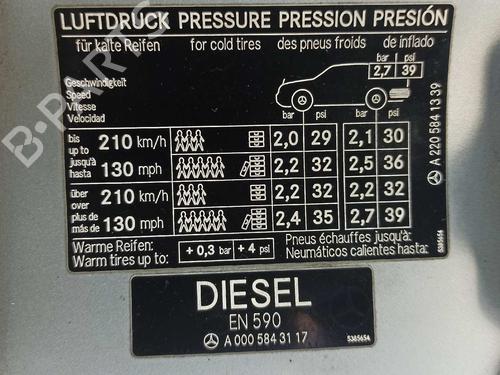 LUFTDRUCK PRESSURE PRESSION PRESIÓN
für kalte Reifen for cold tires des pneus froids de inflado
bar psi
2,7 39
Geschwindigkeit
Speed
Vitesse
Velocidad
bar psi bar psi
bis
up to
jusqu'à
hasta
210 km/h 2,0 29 2,1 30
130 mph 2,2 32 2,5 36
über
over
plus de
más de
210 km/h 2,2 32 2,2 32
130 mph 2,4 35 2,7 39
Warme Reifen:
Warm tires up to:
+ 0,3 bar + 4 psi
Pneus échauffes jusqu'à:
Neumáticos calientes hasta:
A 220 584 13 39
5385656
DIESEL
EN 590
A 000 584 31 17
5385654
B-PARTS